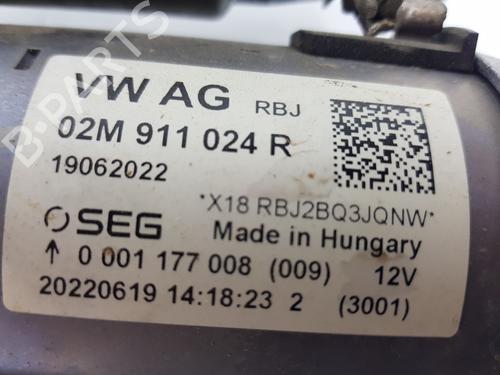 VW AG RBJ
02M 911 024 R
19062022
*X18 RBJ2BQ3JQNW*
SEG
Made in Hungary
↑ 0 001 177 008 (009) 12V
20220619 14:18:23 2 (3001)
B-PARTS